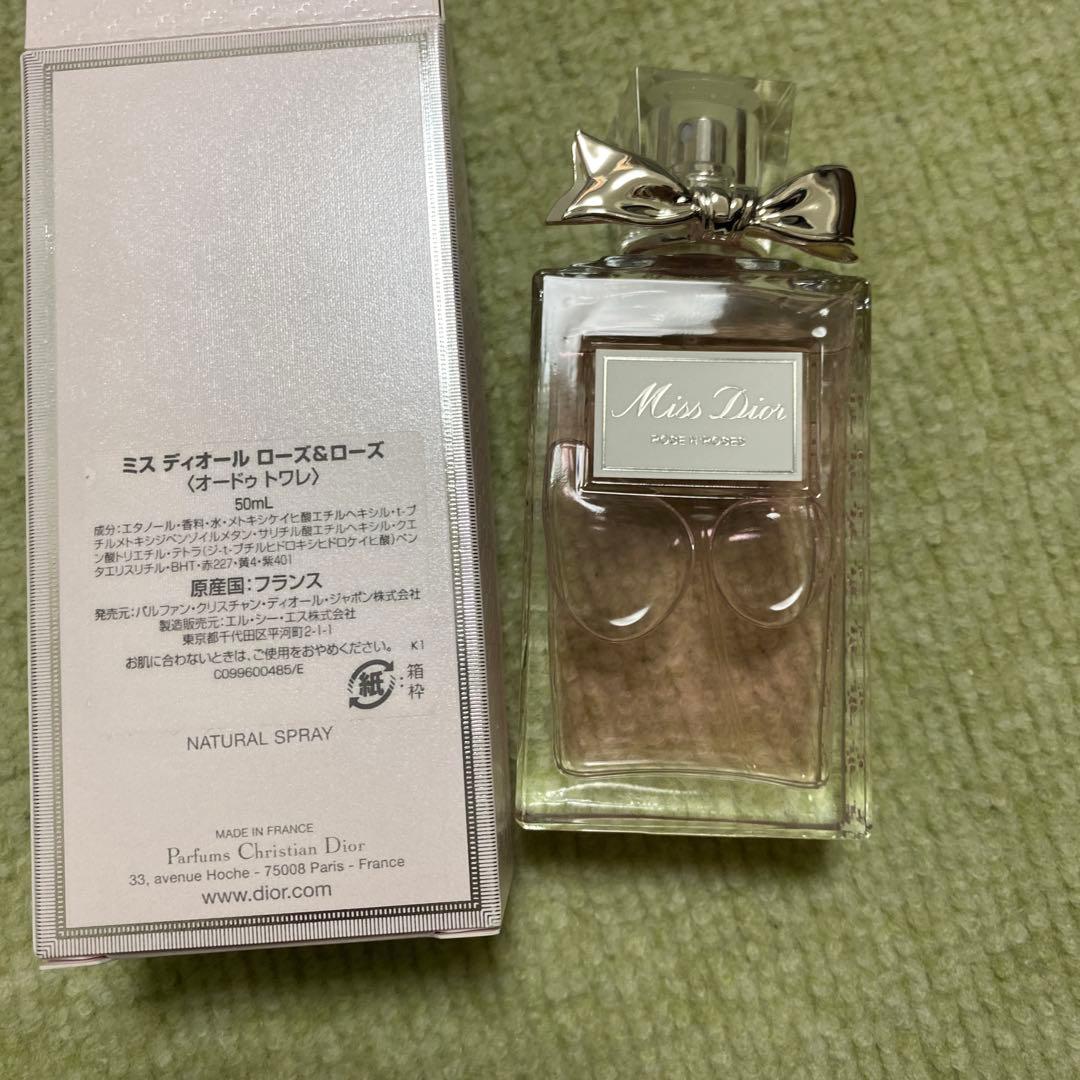 ミス ディオール ローズ&ローズ
〈オードゥ トワレ〉
50mL
成分:エタノール・香料・水・メトキシケイヒ酸エチルヘキシル・t-ブ
チルメトキシジベンゾイルメタン・サリチル酸エチルヘキシル・クエ
ン酸トリエチル・テトラ(ジ-t-ブチルヒドロキシヒドロケイヒ酸)ペン
タエリスリチル・BHT・赤227・黄4・紫401
原産国:フランス
発売元:パルファン・クリスチャン・ディオール・ジャポン株式会社
製造販売元:エル・シー・エス株式会社
東京都千代田区平河町2-1-1
お肌に合わないときは、ご使用をおやめください。 K1
C099600485/E
紙:箱
枠
NATURAL SPRAY
MADE IN FRANCE
Parfums Christian Dior
33, avenue Hoche - 75008 Paris - France
www.dior.com
Miss Dior
ROSE N'ROSES